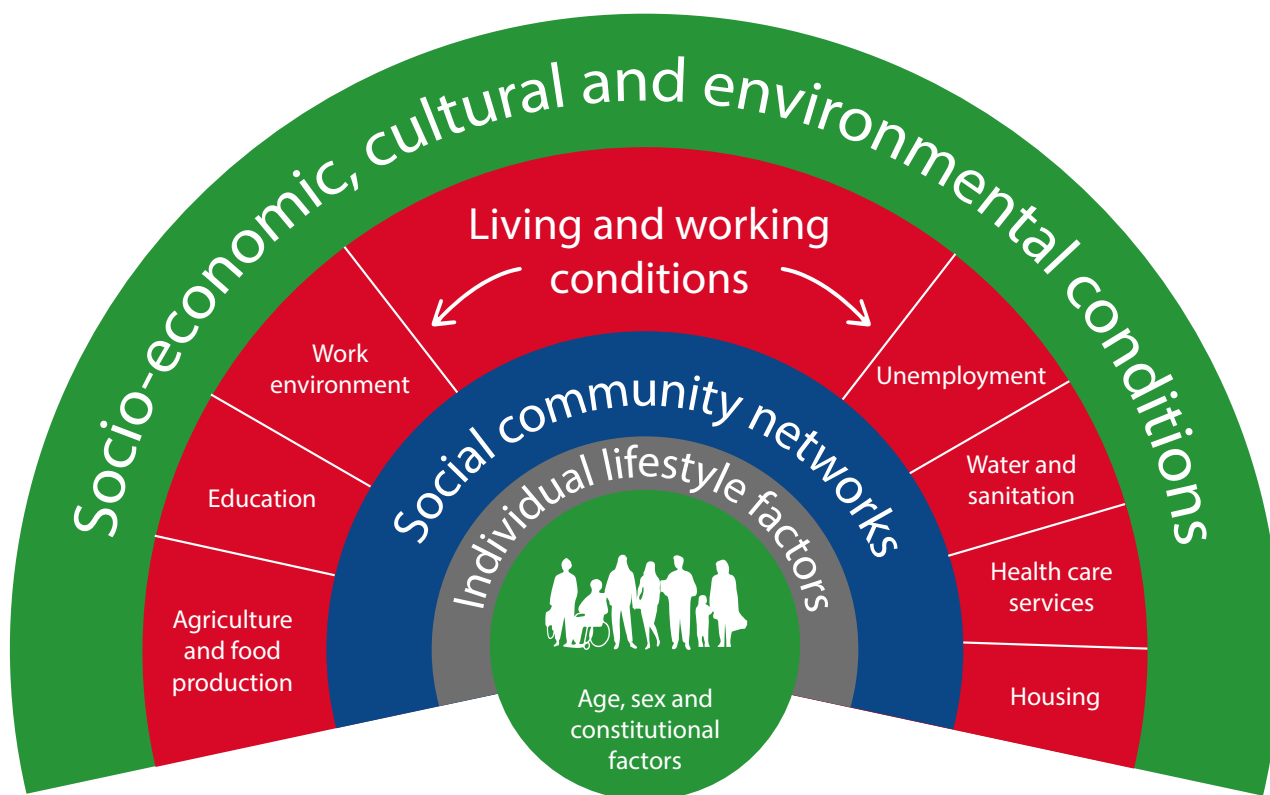 Socio-economic, cultural and environmental conditions
Living and working
conditions
Work
environment
Education
Agriculture
and food
production
Unemployment
Water and
sanitation
Health care
services
Housing
Social community networks
Individual lifestyle factors
Age, sex and
constitutional
factors